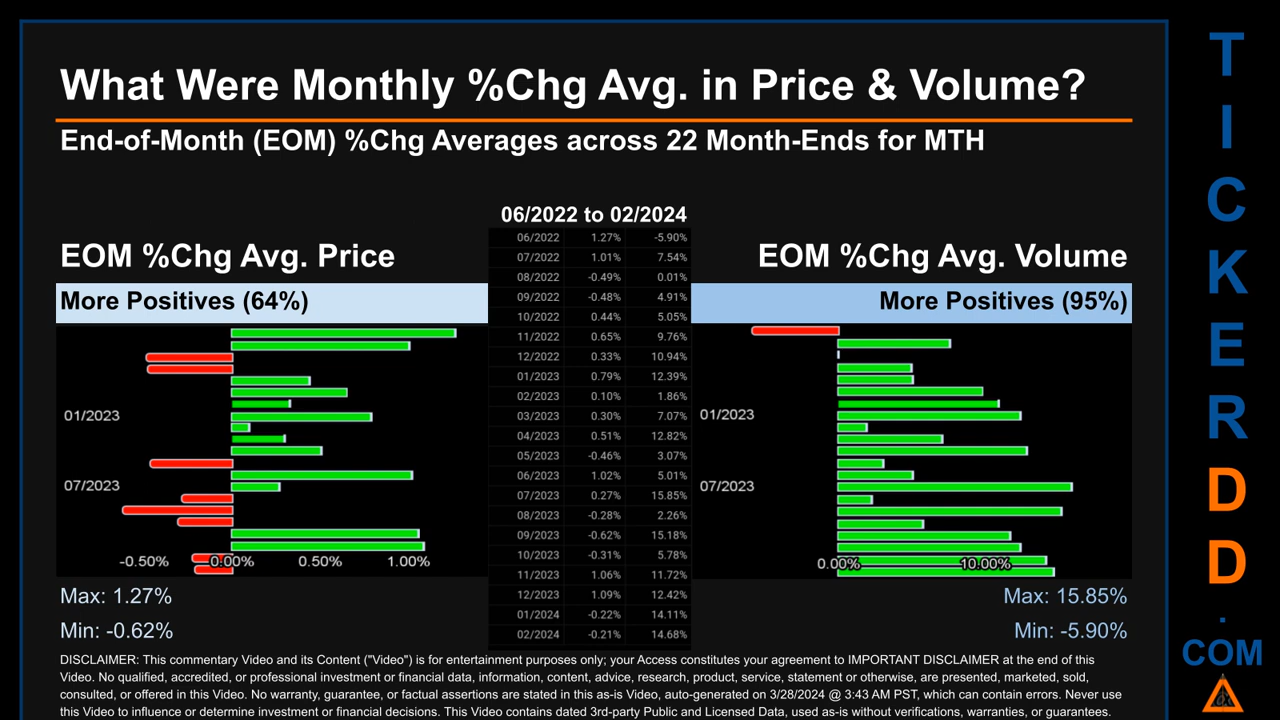 What Were Monthly %Chg Avg. in Price & Volume?
End-of-Month (EOM) %Chg Averages across 22 Month-Ends for MTH
06/2022 to 02/2024
EOM %Chg Avg. Price
EOM %Chg Avg. Volume
More Positives (64%)
More Positives (95%)
06/2022 1.27% -5.90%
07/2022 1.01% 7.54%
08/2022 -0.49% 0.01%
09/2022 -0.48% 4.91%
10/2022 0.44% 5.05%
11/2022 0.65% 9.76%
12/2022 0.33% 10.94%
01/2023 0.79% 12.39%
02/2023 0.10% 1.86%
03/2023 0.30% 7.07%
04/2023 0.51% 12.82%
05/2023 -0.46% 3.07%
06/2023 1.02% 5.01%
07/2023 0.27% 15.85%
08/2023 -0.28% 2.26%
09/2023 -0.62% 15.18%
10/2023 -0.31% 5.78%
11/2023 1.06% 11.72%
12/2023 1.09% 12.42%
01/2024 -0.22% 14.11%
02/2024 -0.21% 14.68%
01/2023
07/2023
-0.50% 0.00% 0.50% 1.00%
01/2023
07/2023
0.00% 10.00%
Max: 1.27%
Min: -0.62%
Max: 15.85%
Min: -5.90%
DISCLAIMER: This commentary Video and its Content ("Video") is for entertainment purposes only; your Access constitutes your agreement to IMPORTANT DISCLAIMER at the end of this
Video. No qualified, accredited, or professional investment or financial data, information, content, advice, research, product, service, statement or otherwise, are presented, marketed, sold,
consulted, or offered in this Video. No warranty, guarantee, or factual assertions are stated in this as-is Video, auto-generated on 3/28/2024 @ 3:43 AM PST, which can contain errors. Never use
this Video to influence or determine investment or financial decisions. This Video contains dated 3rd-party Public and Licensed Data, used as-is without verifications, warranties, or guarantees.
T
I
C
K
E
R
D
D
.
COM